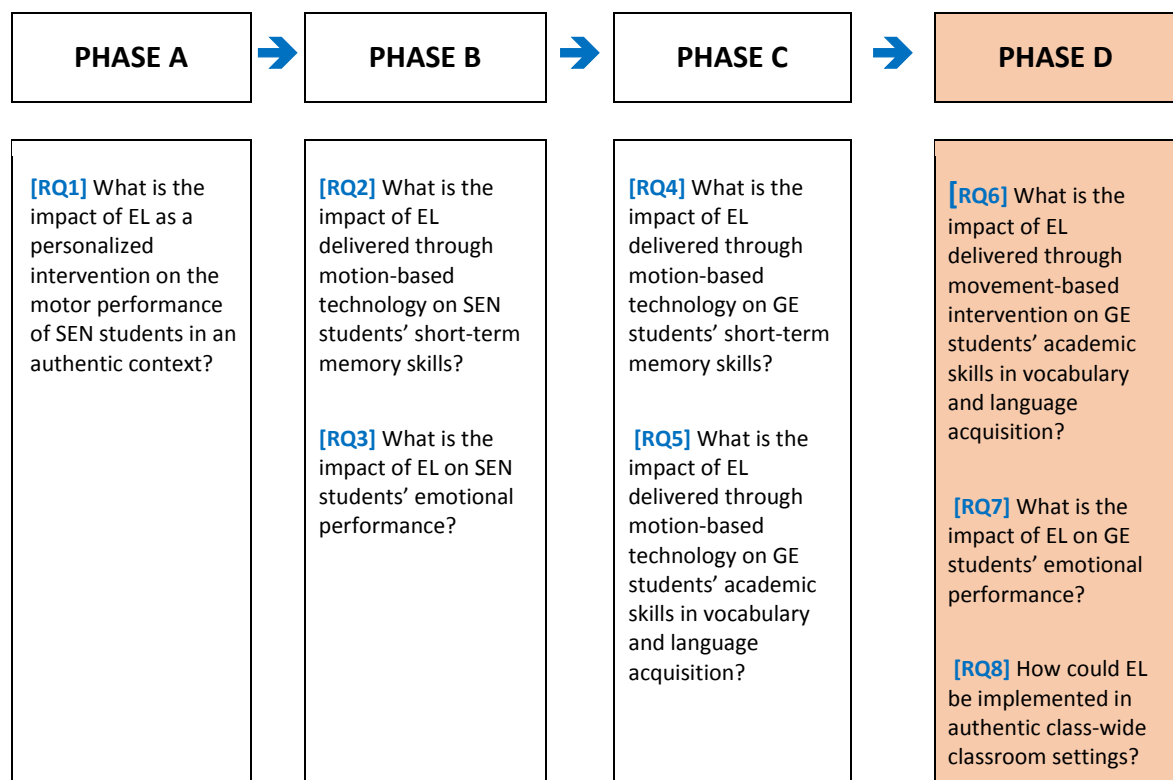 PHASE A
PHASE B
PHASE C
PHASE D
[RQ1] What is the
impact of EL as a
personalized
intervention on the
motor performance
of SEN students in an
authentic context?
[RQ2] What is the
impact of EL
delivered through
motion-based
technology on SEN
students’ short-term
memory skills?
[RQ3] What is the
impact of EL on SEN
students’ emotional
performance?
[RQ4] What is the
impact of EL
delivered through
motion-based
technology on GE
students’ short-term
memory skills?
[RQ5] What is the
impact of EL
delivered through
motion-based
technology on GE
students’ academic
skills in vocabulary
and language
acquisition?
[RQ6] What is the
impact of EL
delivered through
movement-based
intervention on GE
students’ academic
skills in vocabulary
and language
acquisition?
[RQ7] What is the
impact of EL on GE
students’ emotional
performance?
[RQ8] How could EL
be implemented in
authentic class-wide
classroom settings?